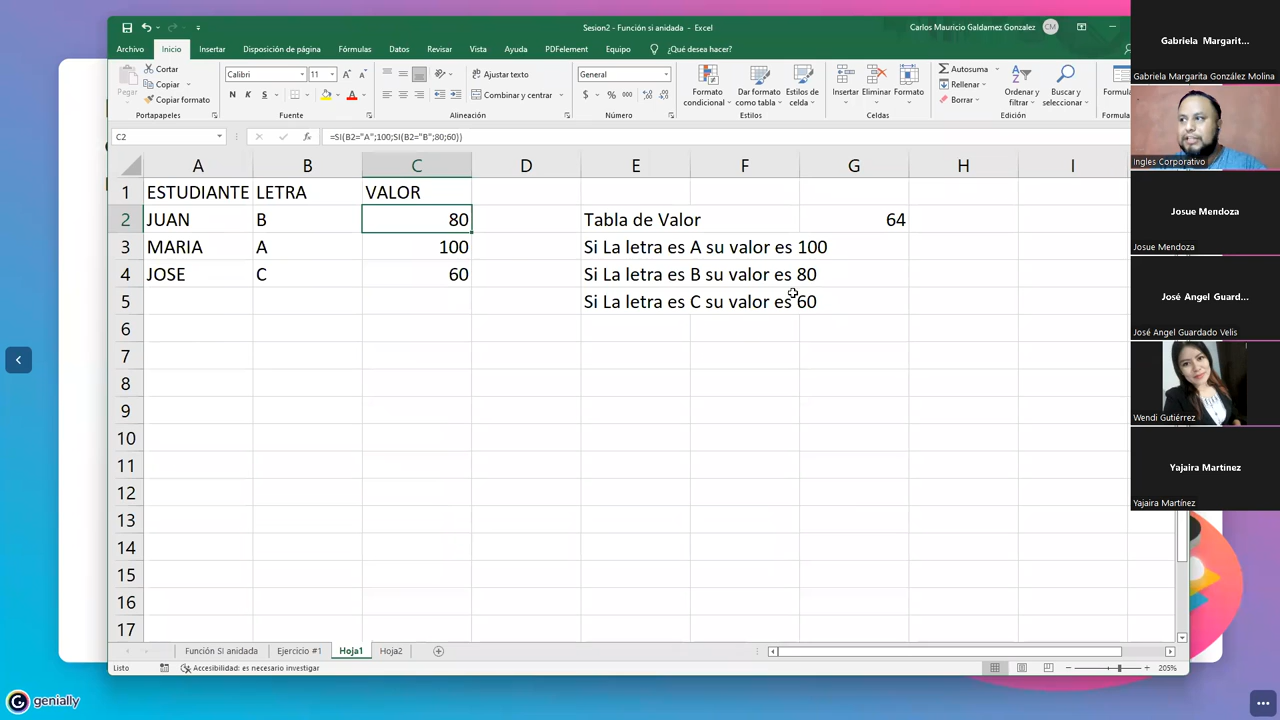 Sesion2 - Función si anidada - Excel
Carlos Mauricio Galdamez Gonzalez
CM
Archivo Inicio Insertar Disposición de página Fórmulas Datos Revisar Vista Ayuda PDFelement Equipo ¿Qué desea hacer?
Pegar
Cortar
Copiar
Copiar formato
Portapapeles
Calibri 11
N K S
Fuente
Ajustar texto
Combinar y centrar
Alineación
General
$ % 000
Número
Formato condicional
Dar formato como tabla
Estilos de celda
Estilos
Insertar
Eliminar
Formato
Celdas
Autosuma
Rellenar
Borrar
Ordenar y filtrar
Buscar y seleccionar
Edición
C2
fx
=SI(B2="A";100;SI(B2="B";80;60))
A B C D E F G H I
1 ESTUDIANTE LETRA VALOR
2 JUAN B 80 Tabla de Valor 64
3 MARIA A 100 Si La letra es A su valor es 100
4 JOSE C 60 Si La letra es B su valor es 80
5 Si La letra es C su valor es 60
6
7
8
9
10
11
12
13
14
15
16
17
Función SI anidada Ejercicio #1 Hoja1 Hoja2
Listo
Accesibilidad: es necesario investigar
205%
genially
Gabriela Margarit...
Gabriela Margarita González Molina
Ingles Corporativo
Josue Mendoza
Josue Mendoza
José Angel Guard...
José Angel Guardado Velis
Wendi Gutiérrez
Yajaira Martínez
Yajaira Martínez